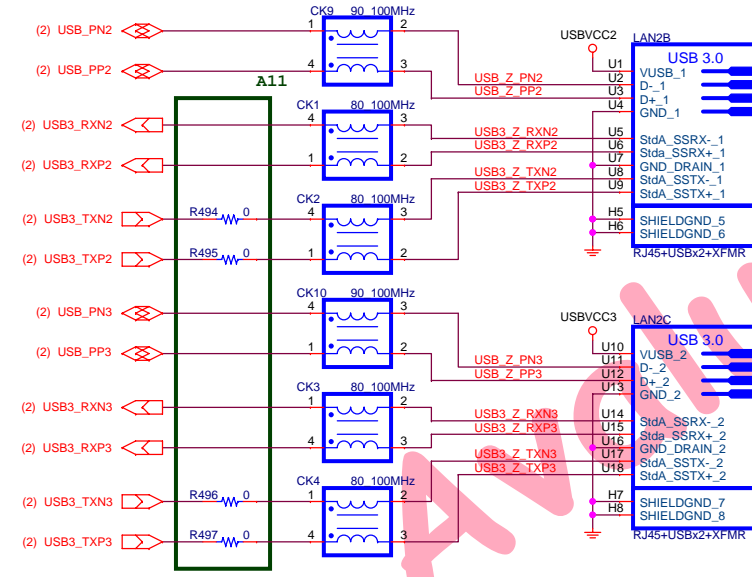 CK9 90_100MHz
(2) USB_PN2 1 2
USBVCC2
LAN2B
USB 3.0
(2) USB_PP2 4 3
A11
USB_Z_PN2
USB_Z_PP2
U1 VUSB_1
U2 D-_1
U3 D+_1
U4 GND_1
CK1 80_100MHz
(2) USB3_RXN2 4 3
(2) USB3_RXP2 1 2
USB3_Z_RXN2
USB3_Z_RXP2
U5 StdA_SSRX-_1
U6 Stda_SSRX+_1
U7 GND_DRAIN_1
USB3_Z_TXN2
U8 StdA_SSTX-_1
USB3_Z_TXP2
U9 StdA_SSTX+_1
CK2 80_100MHz
(2) USB3_TXN2 R494 0 4 3
(2) USB3_TXP2 R495 0 1 2
H5 SHIELDGND_5
H6 SHIELDGND_6
RJ45+USBx2+XFMR
CK10 90_100MHz
(2) USB_PN3 4 3
USBVCC3
LAN2C
USB 3.0
(2) USB_PP3 1 2
USB_Z_PN3
USB_Z_PP3
U10 VUSB_2
U11 D-_2
U12 D+_2
U13 GND_2
CK3 80_100MHz
(2) USB3_RXN3 1 2
(2) USB3_RXP3 4 3
USB3_Z_RXN3
USB3_Z_RXP3
U14 StdA_SSRX-_2
U15 Stda_SSRX+_2
U16 GND_DRAIN_2
USB3_Z_TXN3
U17 StdA_SSTX-_2
USB3_Z_TXP3
U18 StdA_SSTX+_2
CK4 80_100MHz
(2) USB3_TXN3 R496 0 1 2
(2) USB3_TXP3 R497 0 4 3
H7 SHIELDGND_7
H8 SHIELDGND_8
RJ45+USBx2+XFMR